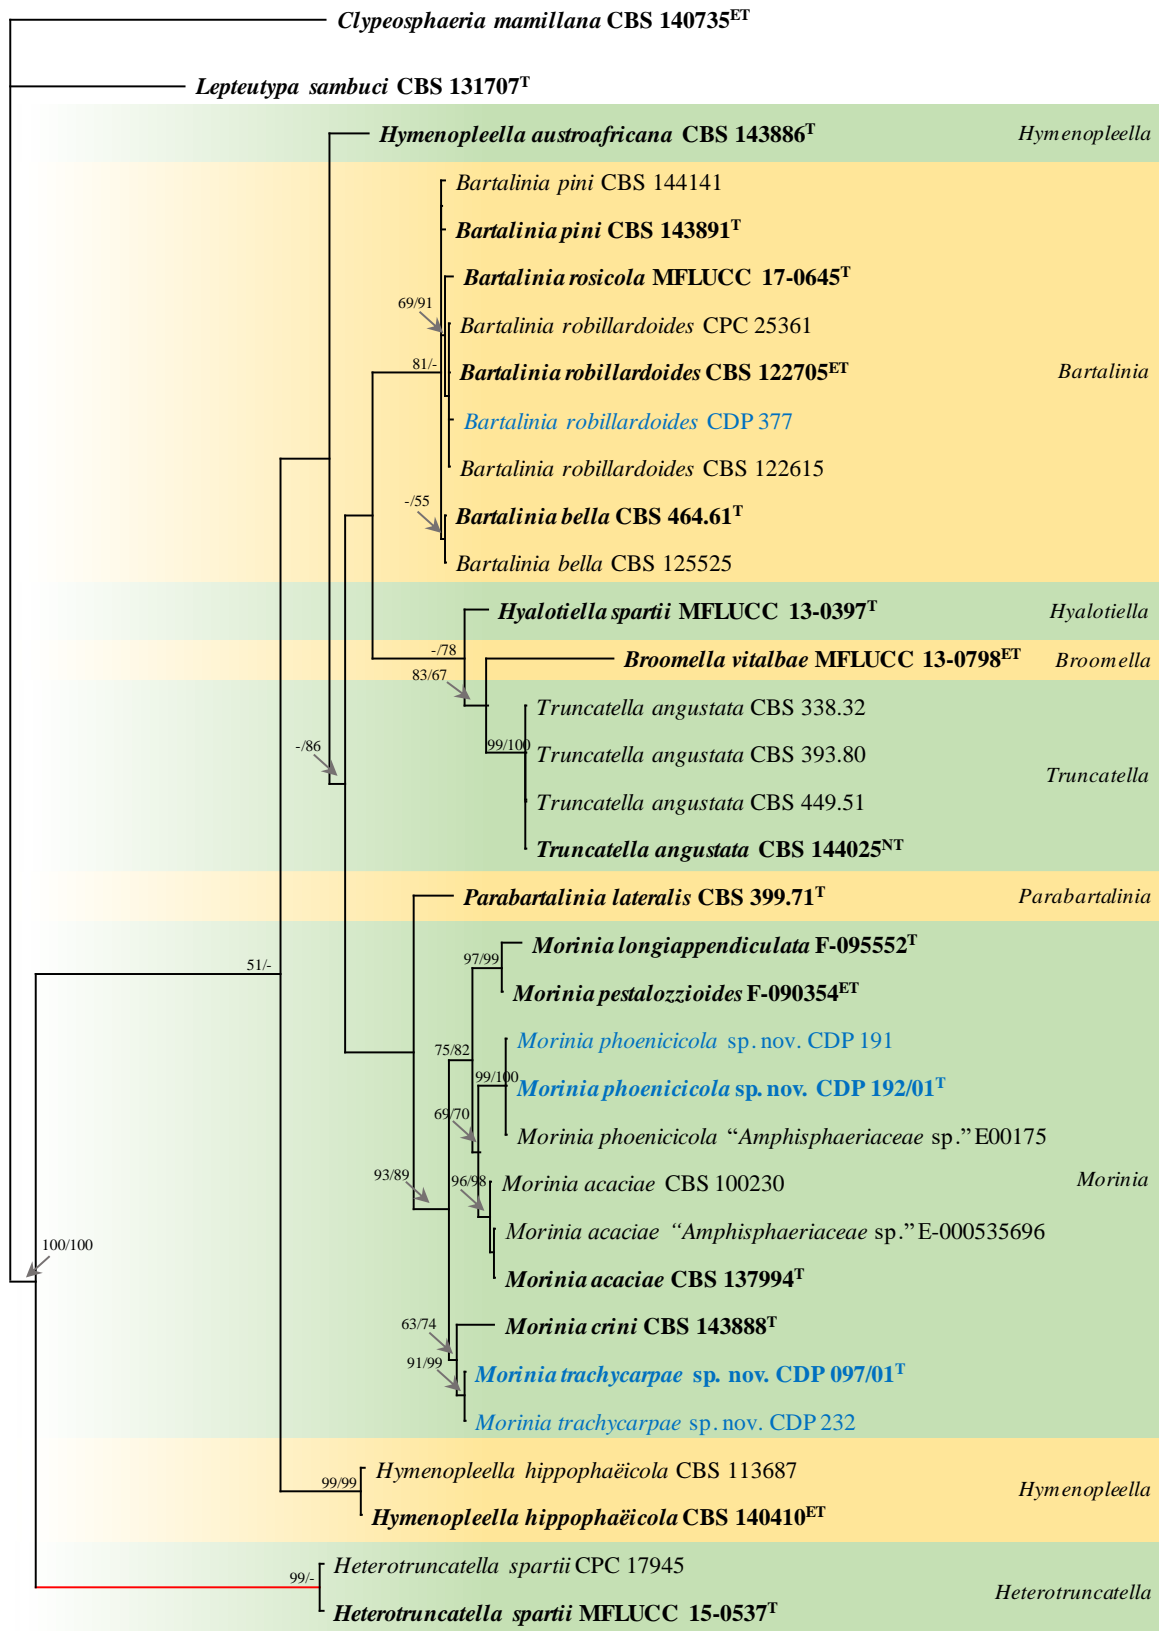 Clypeosphaeria mamillana CBS 140735ET
Lepteutypa sambuci CBS 131707T
Hymenopleella austroafricana CBS 143886T Hymenopleella
Bartalinia pini CBS 144141
Bartalinia pini CBS 143891T
Bartalinia rosicola MFLUCC 17-0645T
69/91
Bartalinia robillardoides CPC 25361
81/-
Bartalinia robillardoides CBS 122705ET Bartalinia
Bartalinia robillardoides CDP 377
Bartalinia robillardoides CBS 122615
-/55
Bartalinia bella CBS 464.61T
Bartalinia bella CBS 125525
Hyalotiella spartii MFLUCC 13-0397T Hyalotiella
-/78
Broomella vitalbae MFLUCC 13-0798ET Broomella
83/67
Truncatella angustata CBS 338.32
-/86
99/100
Truncatella angustata CBS 393.80
Truncatella
Truncatella angustata CBS 449.51
Truncatella angustata CBS 144025NT
Parabartalinia lateralis CBS 399.71T Parabartalinia
Morinia longiappendiculata F-095552T
97/99
51/-
Morinia pestalozzioides F-090354ET
Morinia phoenicicola sp. nov. CDP 191
75/82
99/100
Morinia phoenicicola sp. nov. CDP 192/01T
69/70
Morinia phoenicicola “Amphisphaeriaceae sp.” E00175
93/89
96/98
Morinia acaciae CBS 100230 Morinia
Morinia acaciae “Amphisphaeriaceae sp.” E-000535696
100/100
Morinia acaciae CBS 137994T
63/74
Morinia crini CBS 143888T
91/99
Morinia trachycarpae sp. nov. CDP 097/01T
Morinia trachycarpae sp. nov. CDP 232
Hymenopleella hippophaëicola CBS 113687
99/99
Hymenopleella
Hymenopleella hippophaëicola CBS 140410ET
Heterotruncatella spartii CPC 17945
99/-
Heterotruncatella
Heterotruncatella spartii MFLUCC 15-0537T